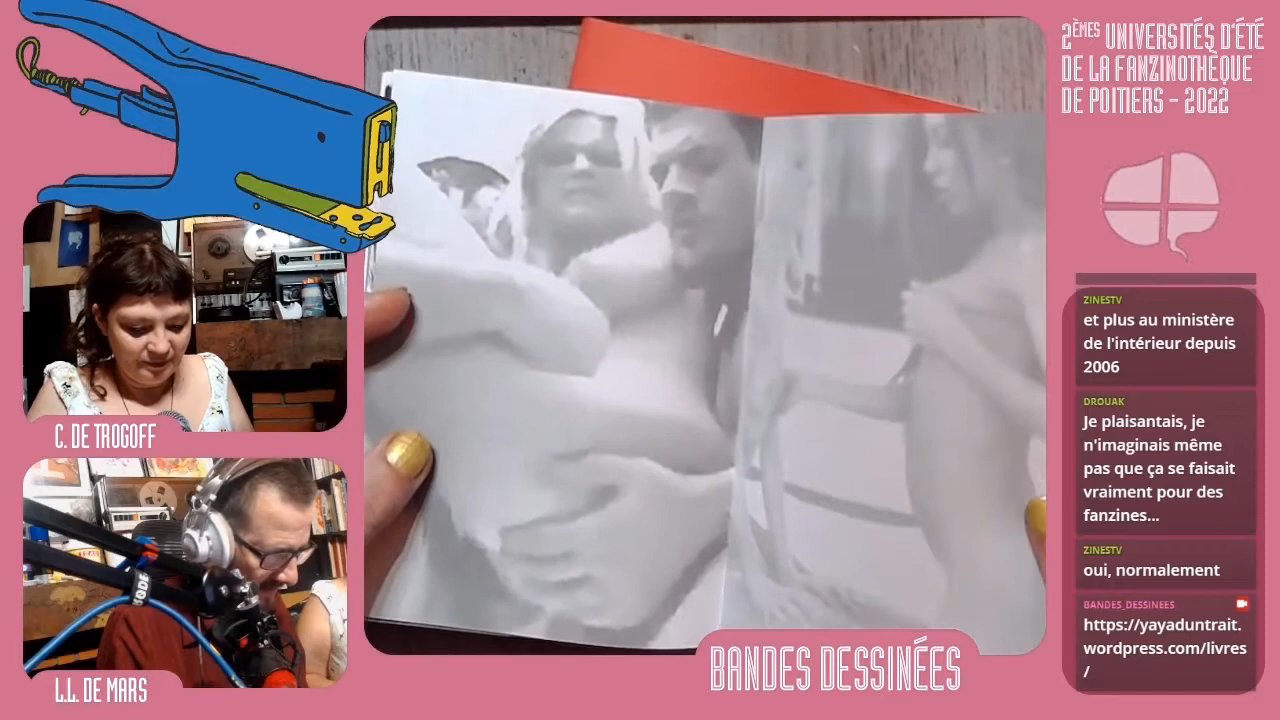 2ÈMES UNIVERSITÉS D'ÉTÉ
DE LA FANZINOTHÈQUE
DE POITIERS - 2022
ZINESTV
et plus au ministère
de l'intérieur depuis
2006
DROUAK
Je plaisantais, je
n'imaginais même
pas que ça se faisait
vraiment pour des
fanzines...
ZINESTV
oui, normalement
BANDES_DESSINEES
https://yayaduntrait.
wordpress.com/livres
/
C. DE TROGOFF
L.L. DE MARS
BANDES DESSINÉES